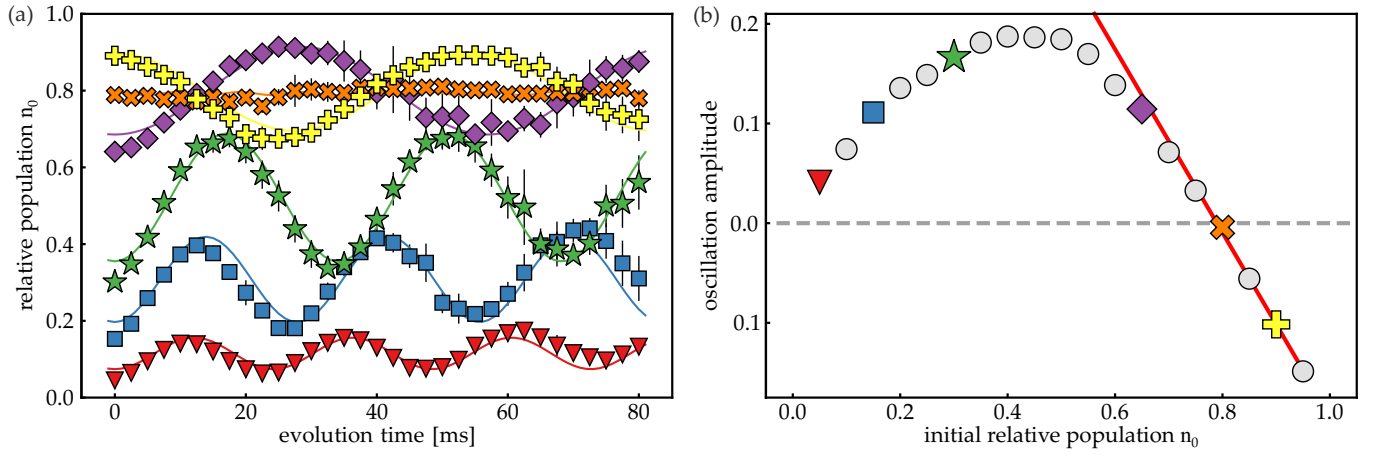 (a)
1.0
0.8
0.6
0.4
0.2
0.0
relative population n₀
0 20 40 60 80
evolution time [ms]
(b)
0.2
0.1
0.0
0.1
oscillation amplitude
0.0 0.2 0.4 0.6 0.8 1.0
initial relative population n₀